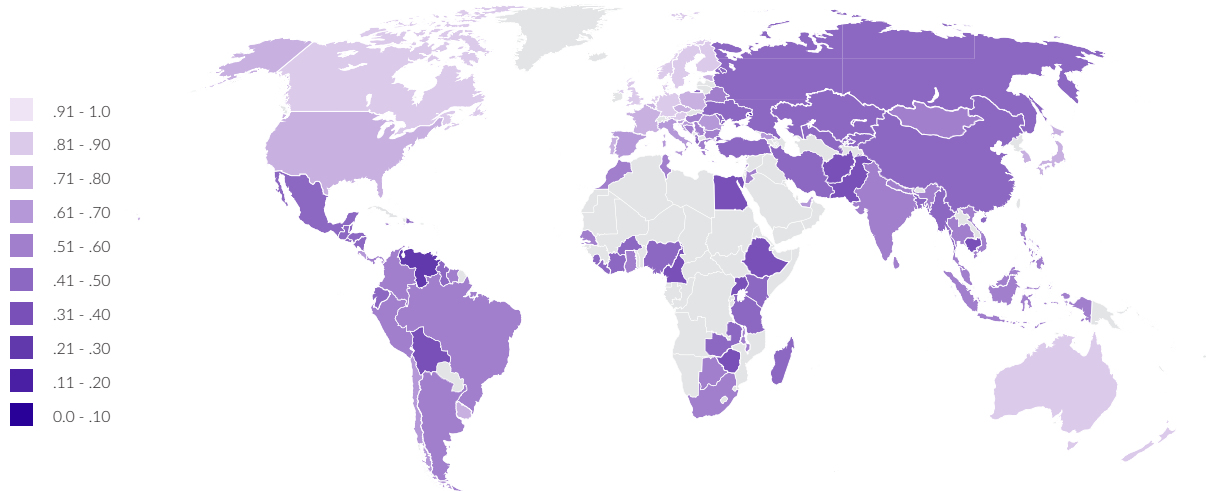 .91 - 1.0
.81 - .90
.71 - .80
.61 - .70
.51 - .60
.41 - .50
.31 - .40
.21 - .30
.11 - .20
0.0 - .10